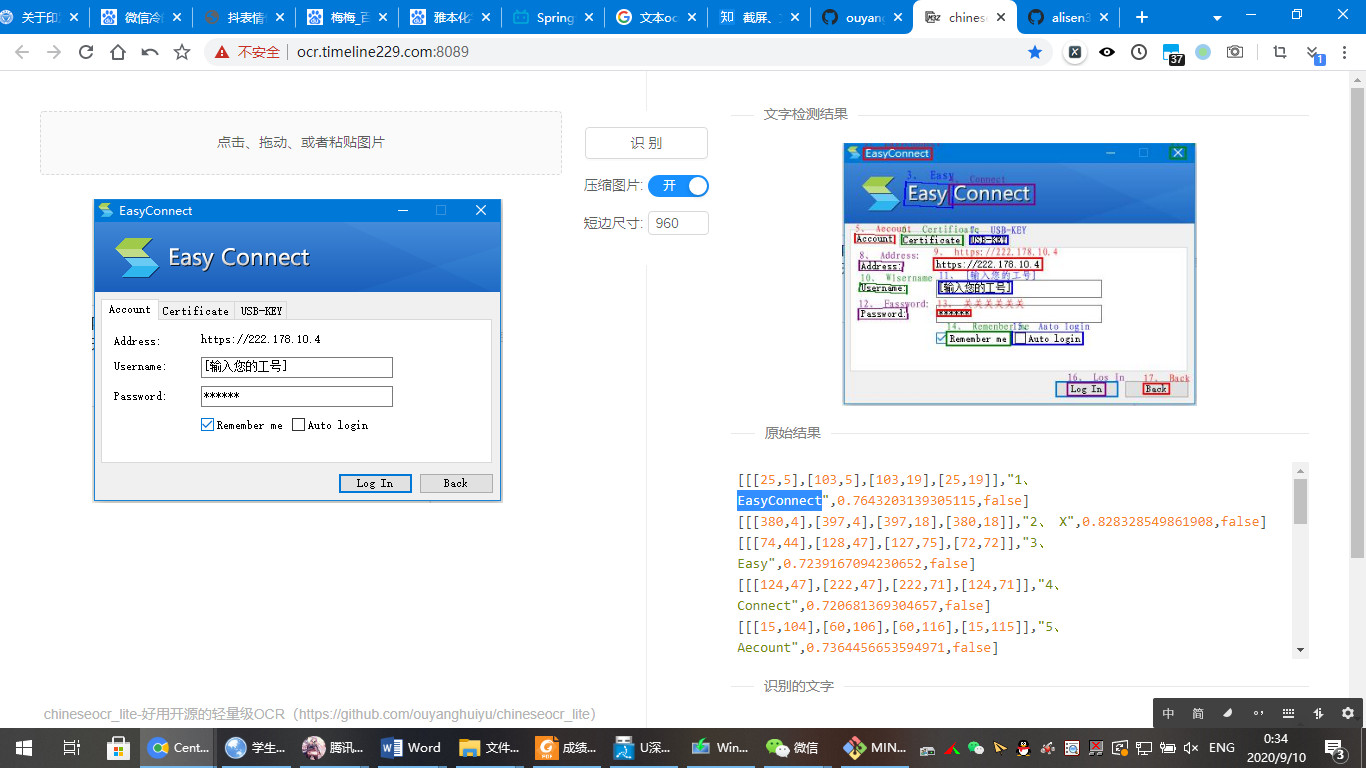 关于印
微信冷
抖表情
梅梅_百
雅本化
Spring
文本oc
截屏、
ouyan
chines
alisen3
不安全
ocr.timeline229.com:8089
37
1
点击、拖动、或者粘贴图片
识 别
压缩图片:
开
短边尺寸:
960
EasyConnect
Easy Connect
Account
Certificate
USB-KEY
Address:
https://222.178.10.4
Username:
[输入您的工号]
Password:
******
Remember me
Auto login
Log In
Back
chineseocr_lite-好用开源的轻量级OCR（https://github.com/ouyanghuiyu/chineseocr_lite）
文字检测结果
EasyConnect
3、 Easy
Connect
Easy Connect
5、 Account
Certificate
USB-KEY
Account
Certificate
USB-KEY
8、 Address:
9、 https://222.178.10.4
Address:
https://222.178.10.4
10、 Wlsername
11、 [输入您的工号]
Username:
[输入您的工号]
12、 Fassword:
13、 关关关关关关
Password:
******
14、 Remenber me
Auto login
Remember me
Auto login
16、 Los In
17、 Back
Log In
Back
原始结果
[[[25,5],[103,5],[103,19],[25,19]],"1、
EasyConnect",0.7643203139305115,false]
[[[380,4],[397,4],[397,18],[380,18]],"2、 X",0.828328549861908,false]
[[[74,44],[128,47],[127,75],[72,72]],"3、
Easy",0.7239167094230652,false]
[[[124,47],[222,47],[222,71],[124,71]],"4、
Connect",0.720681369304657,false]
[[[15,104],[60,106],[60,116],[15,115]],"5、
Aecount",0.7364456653594971,false]
识别的文字
中
简
Cent...
学生...
腾讯...
Word
文件...
成绩...
U深...
Win...
微信
MIN...
ENG
0:34
2020/9/10
3